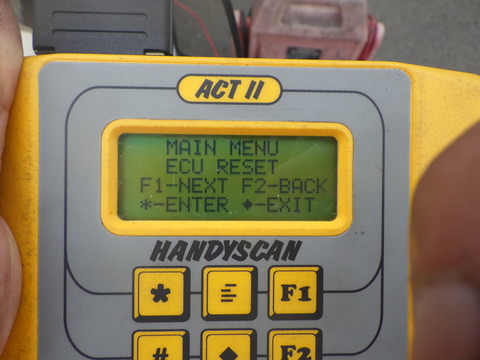 ACT II
MAIN MENU
ECU RESET
F1-NEXT F2-BACK
*-ENTER ◆-EXIT
HANDYSCAN
* F1
# ◆ F2